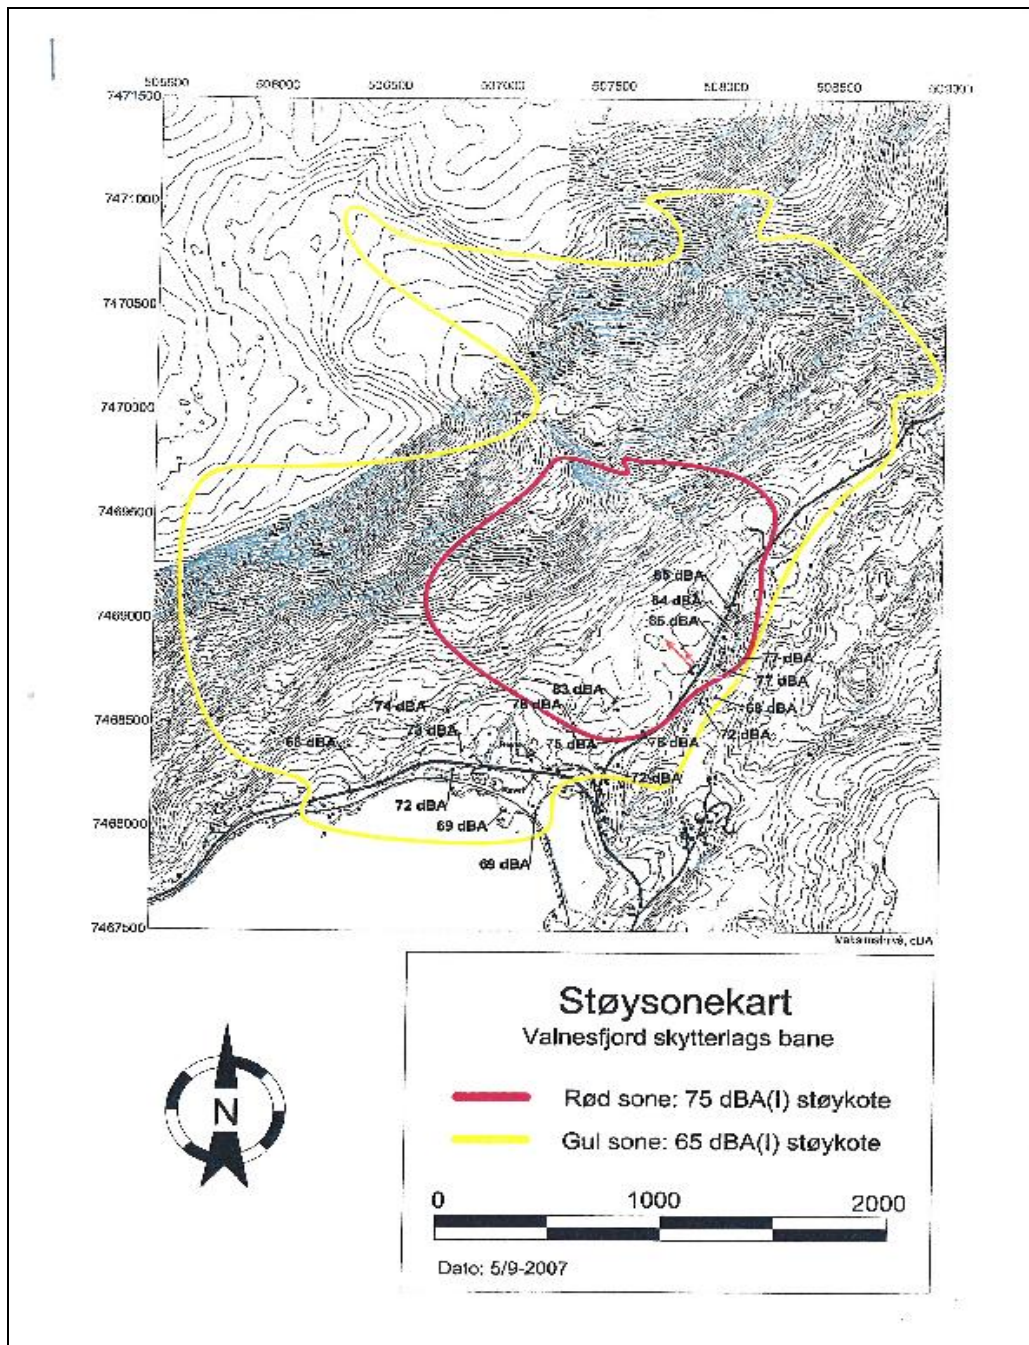 505500 506000 506500 507000 507500 508000 508500 509000
7471500
7471000
7470500
7470000
7469500
7469000
7468500
7468000
7467500
85 dBA
84 dBA
85 dBA
77 dBA
77 dBA
83 dBA
78 dBA
74 dBA
73 dBA
68 dBA
72 dBA
75 dBA
76 dBA
72 dBA
72 dBA
69 dBA
69 dBA
Støysonekart
Valnesfjord skytterlags bane
Rød sone: 75 dBA(I) støykote
Gul sone: 65 dBA(I) støykote
N
0 1000 2000
Dato: 5/9-2007